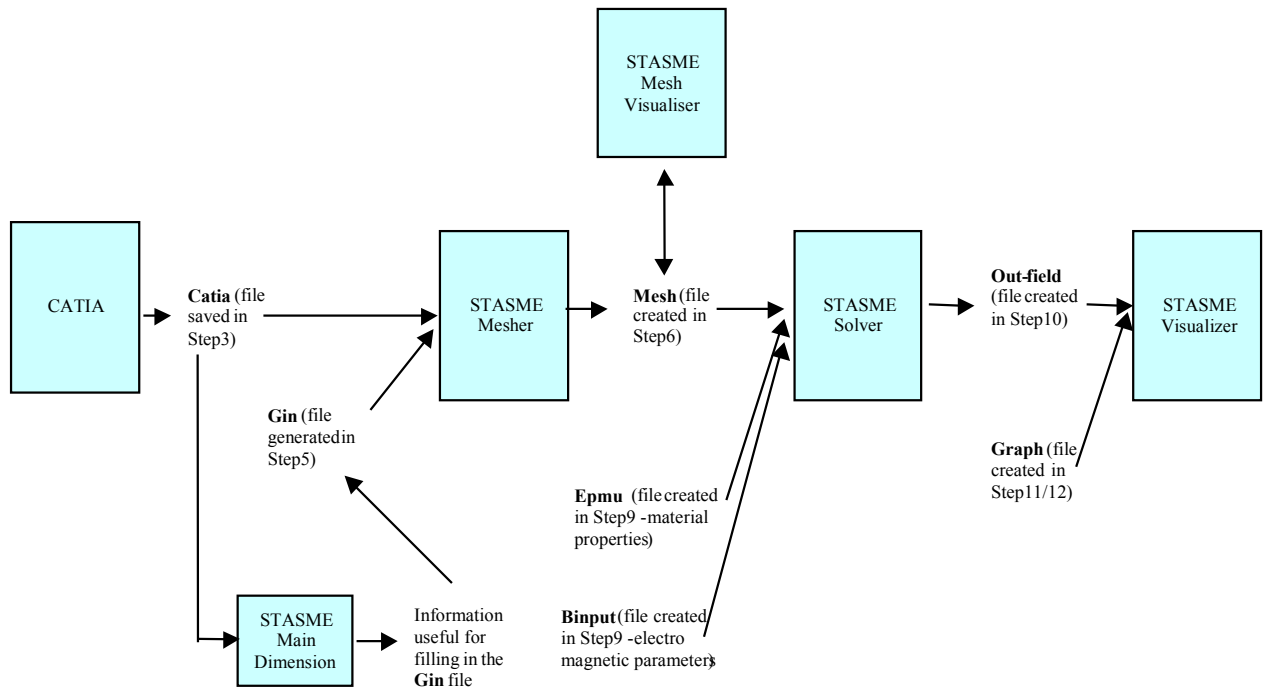 STASME
Mesh
Visualiser
CATIA
Catia (file
saved in
Step3)
STASME
Mesher
Mesh (file
created in
Step6)
STASME
Solver
Out-field
(file created
in Step10)
STASME
Visualizer
Gin (file
generated in
Step5)
Graph (file
created in
Step11/12)
Epmu (file created
in Step9 -material
properties)
STASME
Main
Dimension
Information
useful for
filling in the
Gin file
Binput (file created
in Step9 -electro
magnetic parameters)